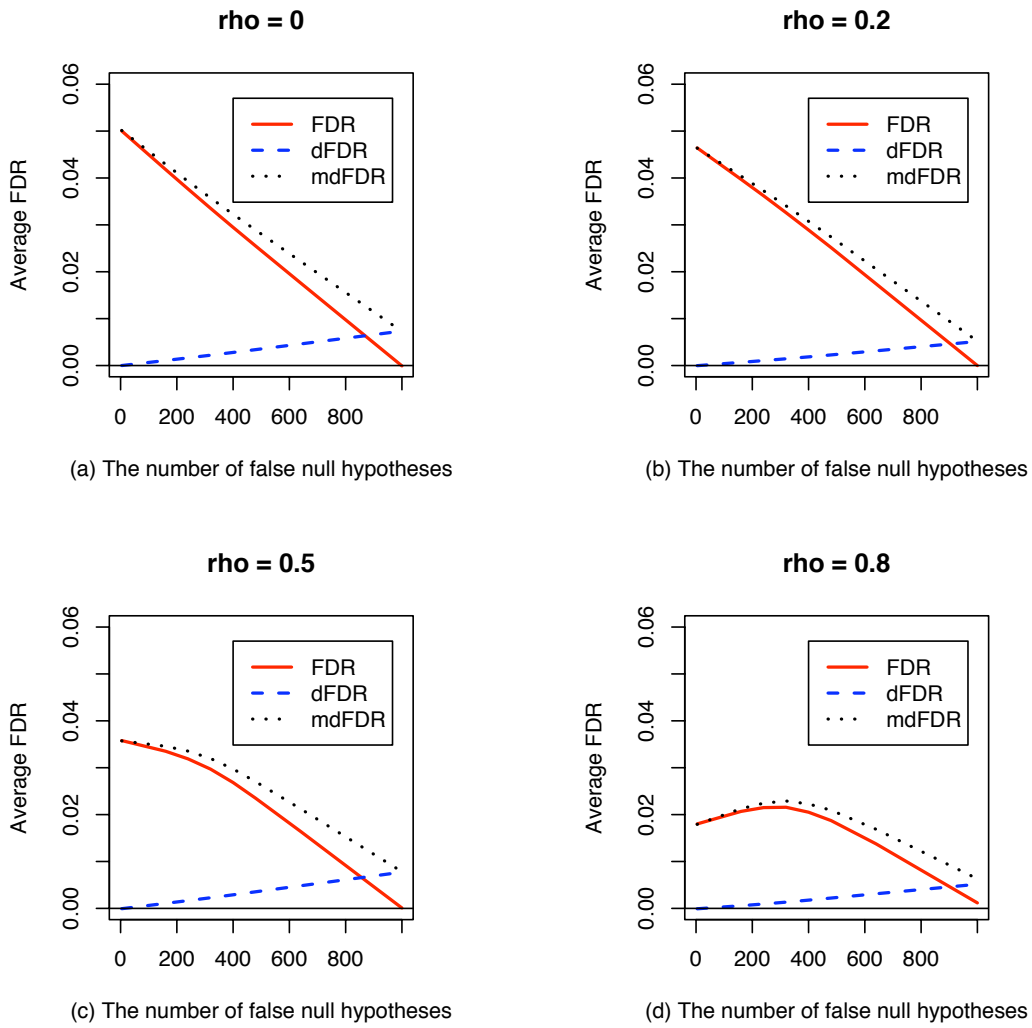 rho = 0
Average FDR
0.00 0.02 0.04 0.06
FDR
dFDR
mdFDR
0 200 400 600 800
(a) The number of false null hypotheses
rho = 0.2
Average FDR
0.00 0.02 0.04 0.06
FDR
dFDR
mdFDR
0 200 400 600 800
(b) The number of false null hypotheses
rho = 0.5
Average FDR
0.00 0.02 0.04 0.06
FDR
dFDR
mdFDR
0 200 400 600 800
(c) The number of false null hypotheses
rho = 0.8
Average FDR
0.00 0.02 0.04 0.06
FDR
dFDR
mdFDR
0 200 400 600 800
(d) The number of false null hypotheses